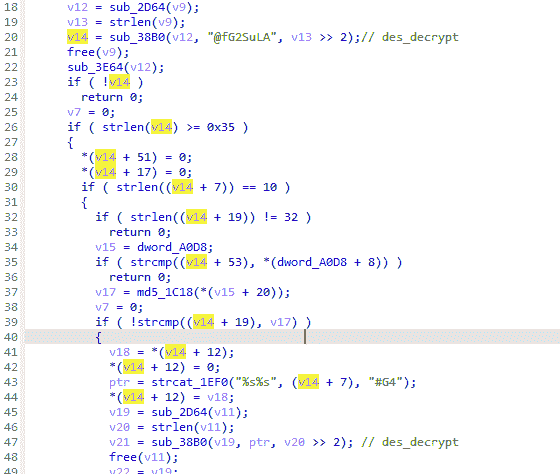 18 v12 = sub_2D64(v9);
19 v13 = strlen(v9);
20 v14 = sub_38B0(v12, "@fG2SuLA", v13 >> 2);// des_decrypt
21 free(v9);
22 sub_3E64(v12);
23 if ( !v14 )
24 return 0;
25 v7 = 0;
26 if ( strlen(v14) >= 0x35 )
27 {
28 *(v14 + 51) = 0;
29 *(v14 + 17) = 0;
30 if ( strlen((v14 + 7)) == 10 )
31 {
32 if ( strlen((v14 + 19)) != 32 )
33 return 0;
34 v15 = dword_A0D8;
35 if ( strcmp((v14 + 53), *(dword_A0D8 + 8)) )
36 return 0;
37 v17 = md5_1C18(*(v15 + 20));
38 v7 = 0;
39 if ( !strcmp((v14 + 19), v17) )
40 {
41 v18 = *(v14 + 12);
42 *(v14 + 12) = 0;
43 ptr = strcat_1EF0("%s%s", (v14 + 7), "#G4");
44 *(v14 + 12) = v18;
45 v19 = sub_2D64(v11);
46 v20 = strlen(v11);
47 v21 = sub_38B0(v19, ptr, v20 >> 2); // des_decrypt
48 free(v11);
49 v22 = v19;